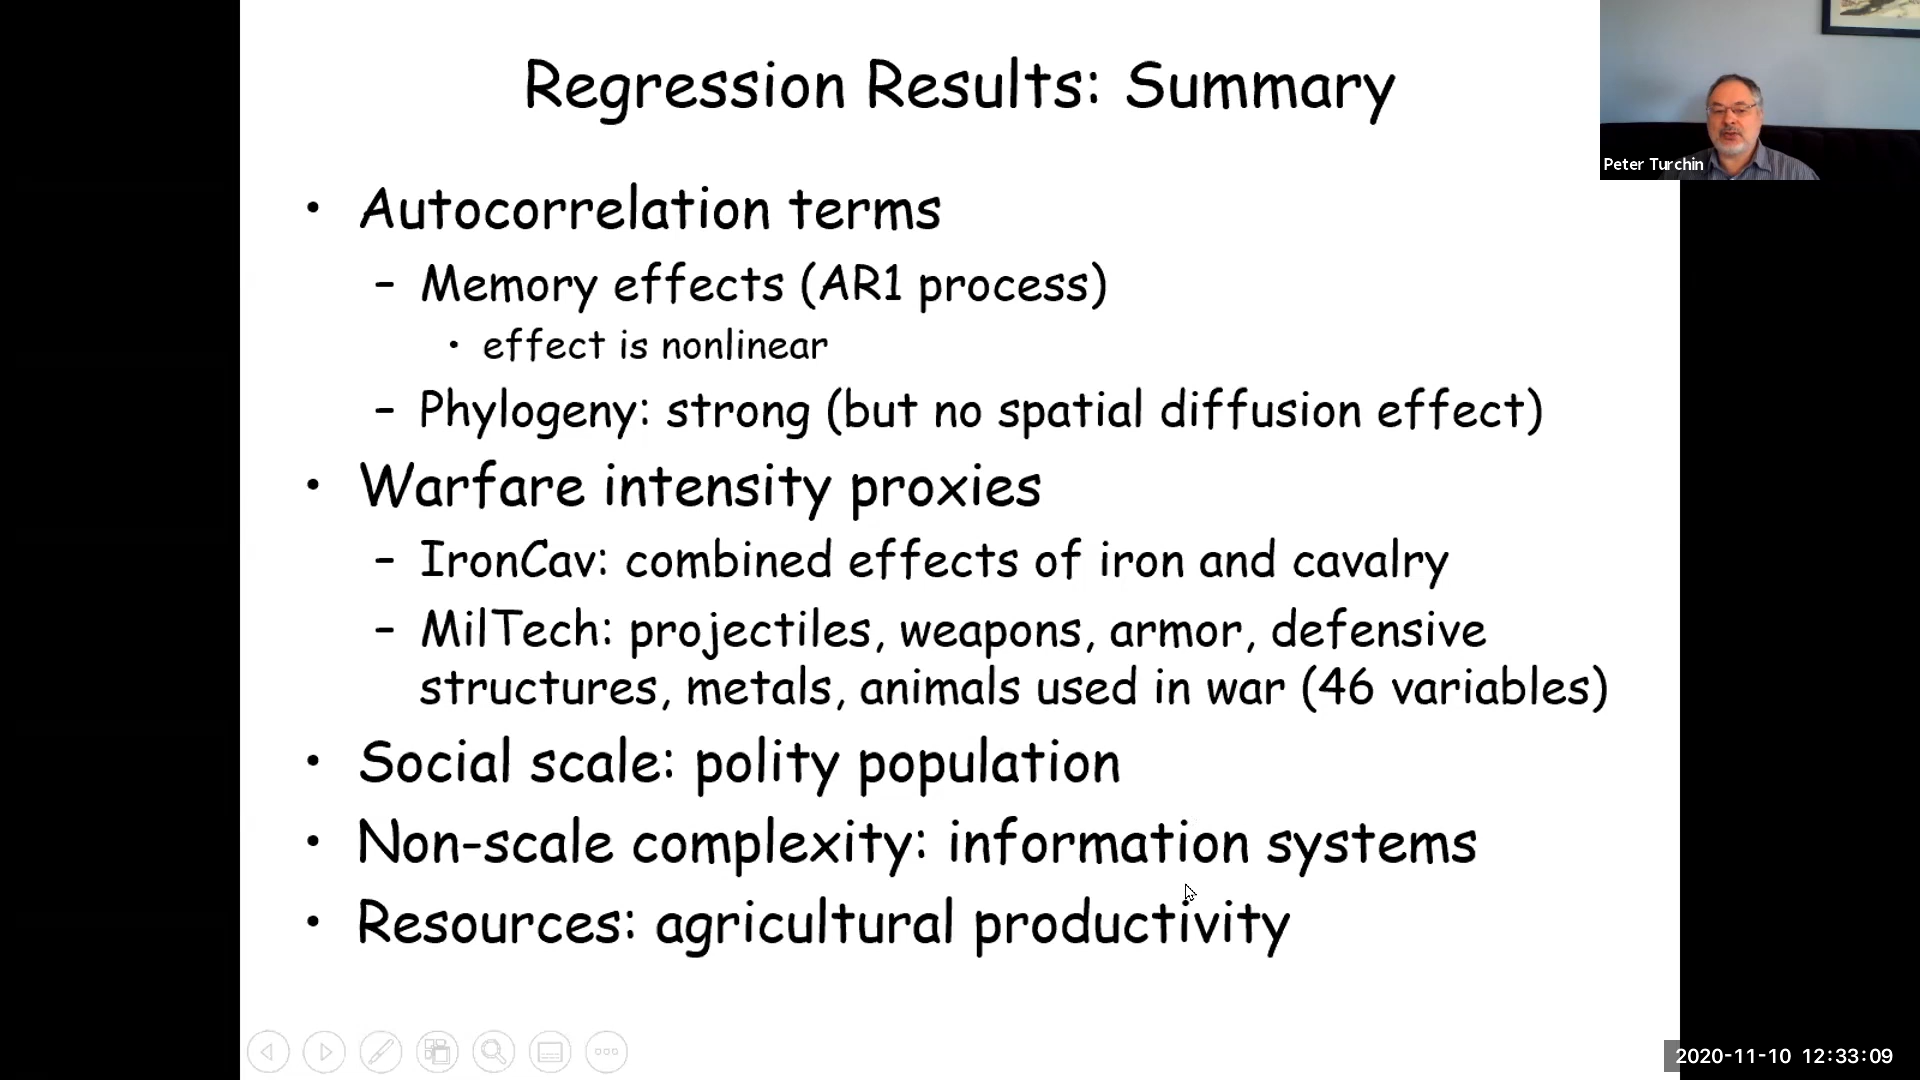 Regression Results: Summary
Peter Turchin
• Autocorrelation terms
– Memory effects (AR1 process)
• effect is nonlinear
– Phylogeny: strong (but no spatial diffusion effect)
• Warfare intensity proxies
– IronCav: combined effects of iron and cavalry
– MilTech: projectiles, weapons, armor, defensive
structures, metals, animals used in war (46 variables)
• Social scale: polity population
• Non-scale complexity: information systems
• Resources: agricultural productivity
2020-11-10 12:33:09